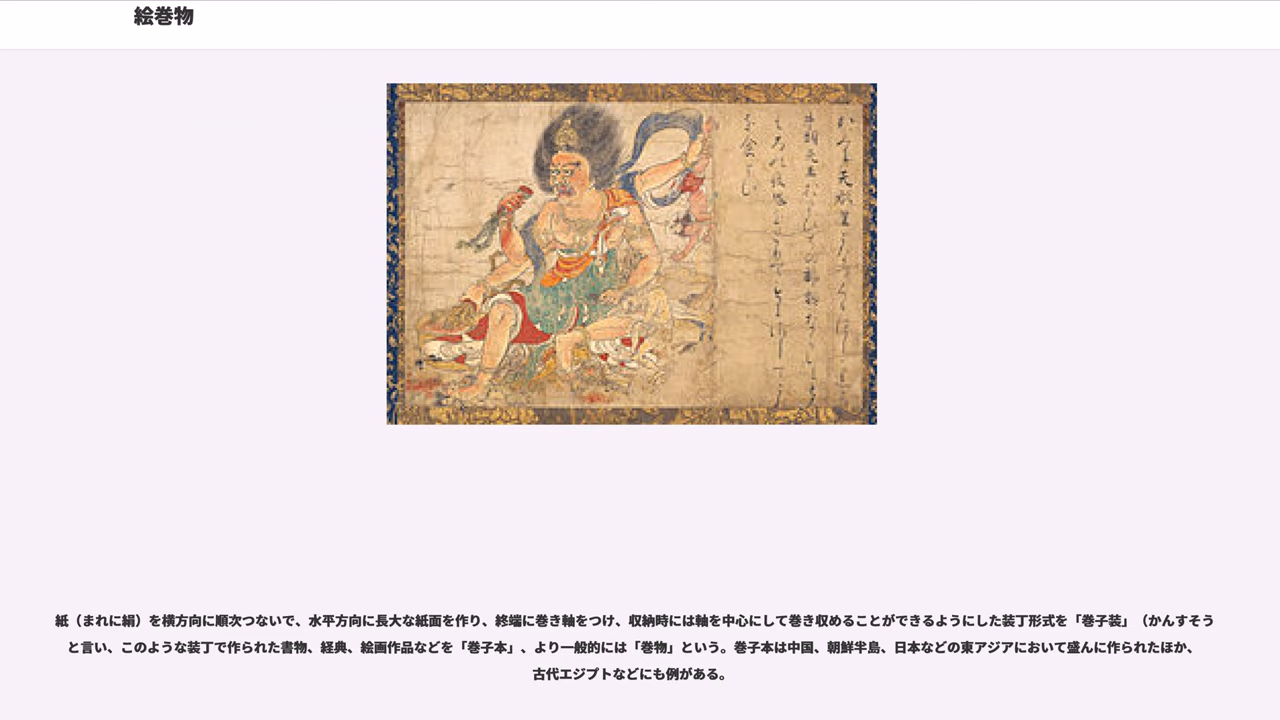 絵巻物
紙（まれに絹）を横方向に順次つないで、水平方向に長大な紙面を作り、終端に巻き軸をつけ、収納時には軸を中心にして巻き収めることができるようにした装丁形式を「巻子装」（かんすそう
と言い、このような装丁で作られた書物、経典、絵画作品などを「巻子本」、より一般的には「巻物」という。巻子本は中国、朝鮮半島、日本などの東アジアにおいて盛んに作られたほか、
古代エジプトなどにも例がある。